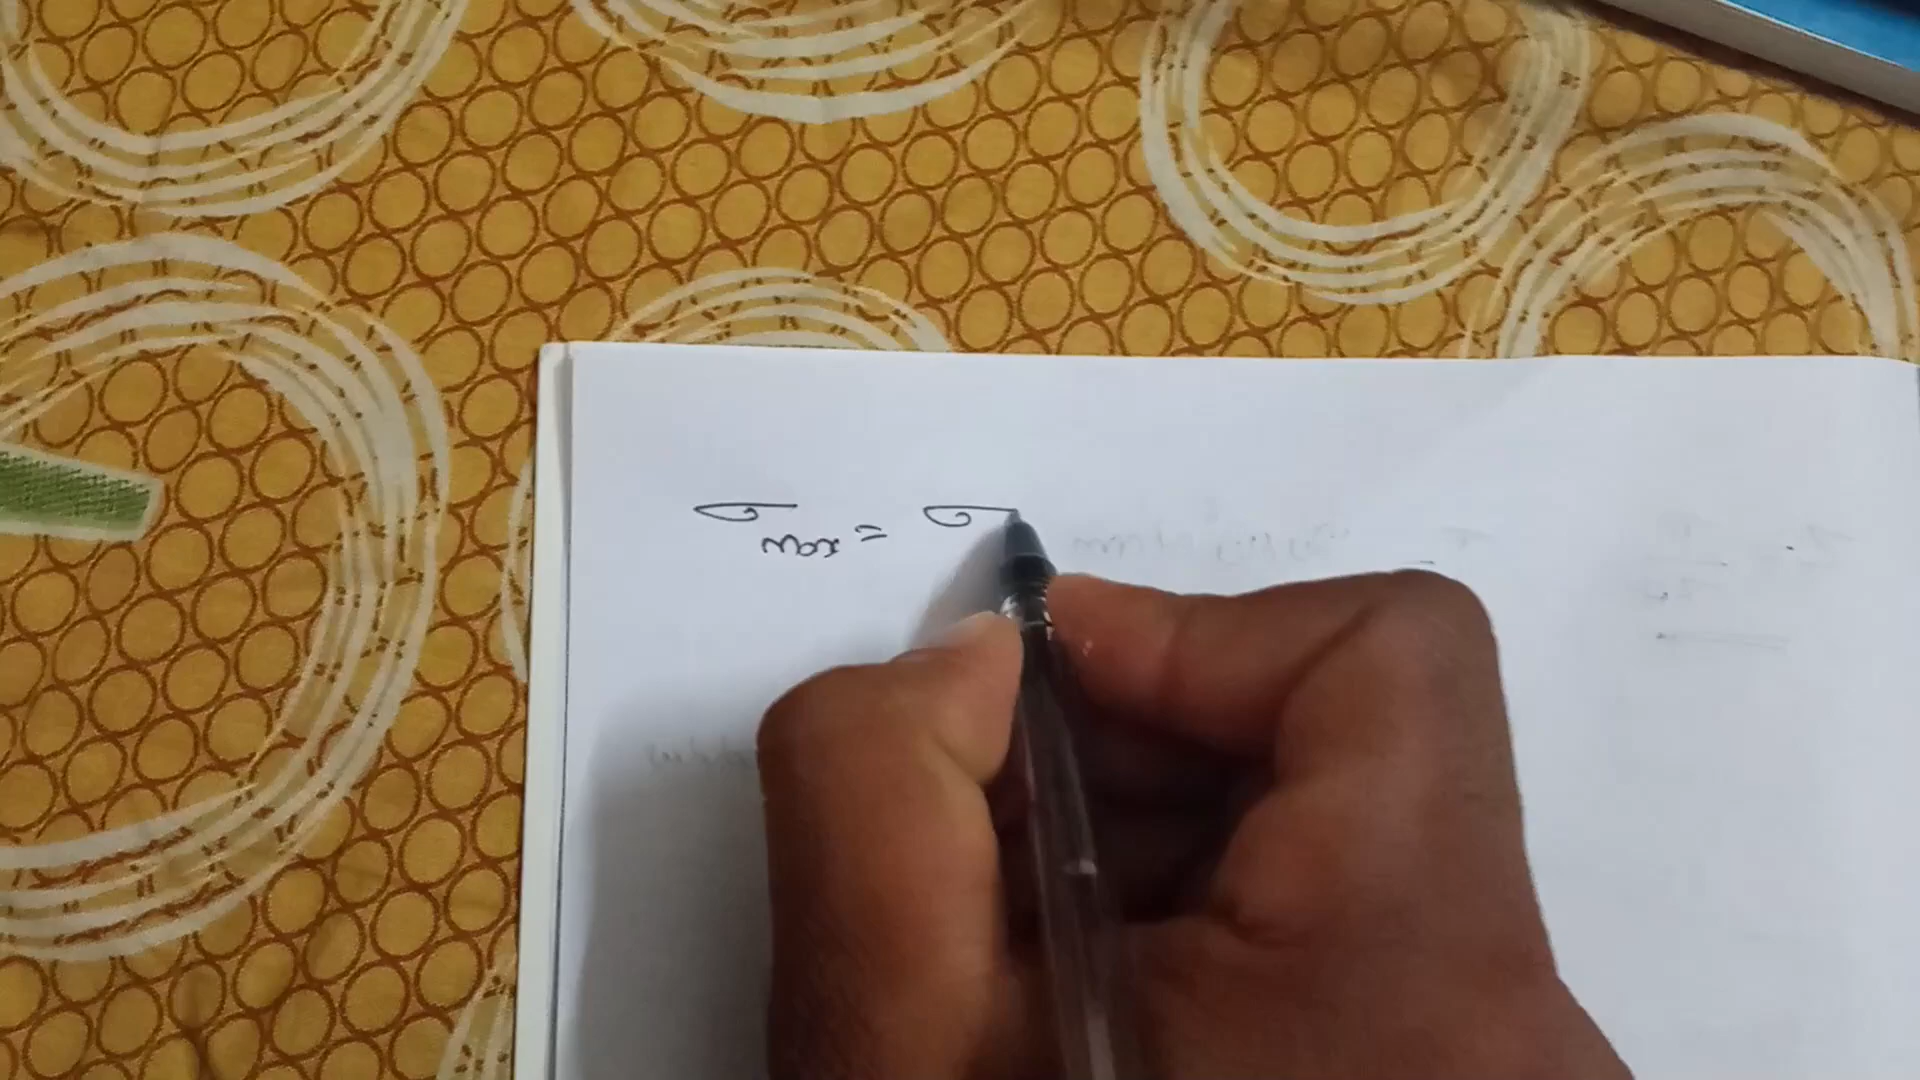 σmax = σ